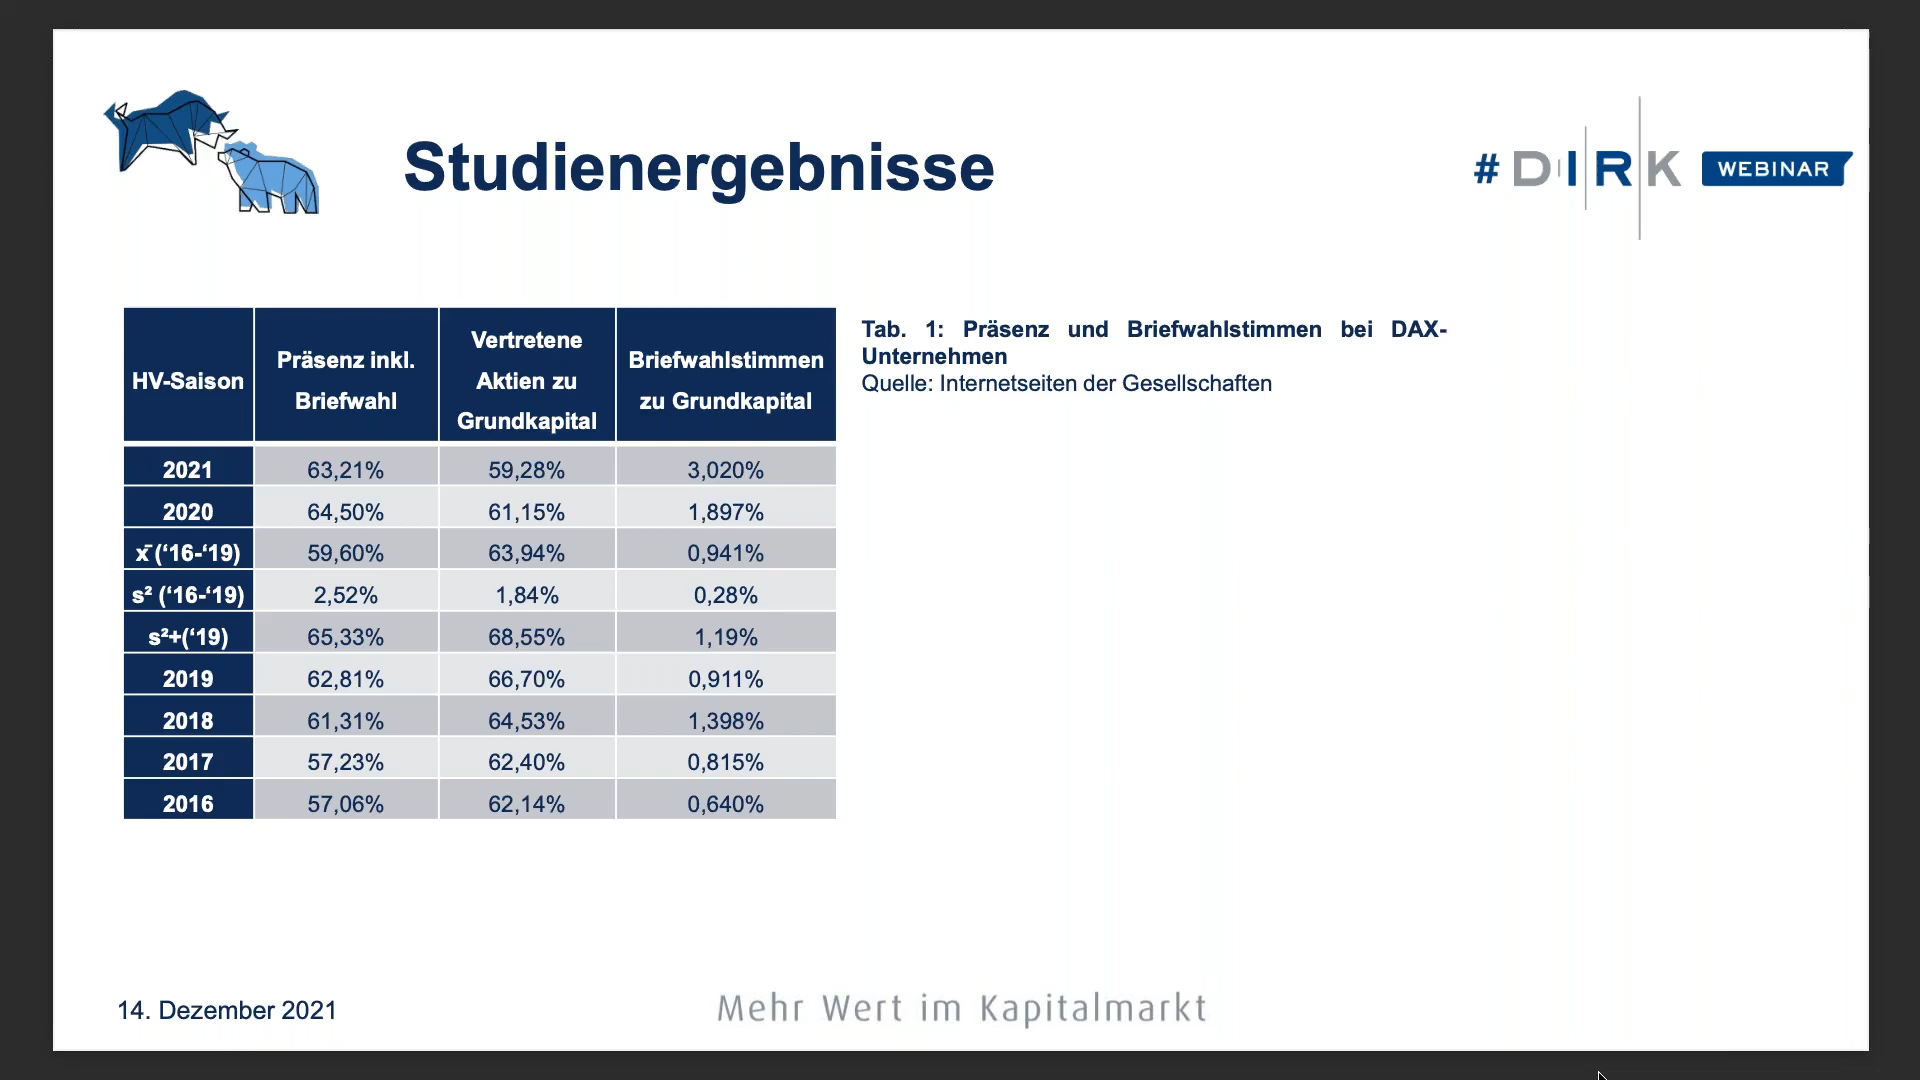 Studienergebnisse
# DIRK WEBINAR
HV-Saison | Präsenz inkl. Briefwahl | Vertretene Aktien zu Grundkapital | Briefwahlstimmen zu Grundkapital
2021 | 63,21% | 59,28% | 3,020%
2020 | 64,50% | 61,15% | 1,897%
x̄ (‘16-‘19) | 59,60% | 63,94% | 0,941%
s² (‘16-‘19) | 2,52% | 1,84% | 0,28%
s²+(‘19) | 65,33% | 68,55% | 1,19%
2019 | 62,81% | 66,70% | 0,911%
2018 | 61,31% | 64,53% | 1,398%
2017 | 57,23% | 62,40% | 0,815%
2016 | 57,06% | 62,14% | 0,640%
Tab. 1: Präsenz und Briefwahlstimmen bei DAX-
Unternehmen
Quelle: Internetseiten der Gesellschaften
14. Dezember 2021
Mehr Wert im Kapitalmarkt